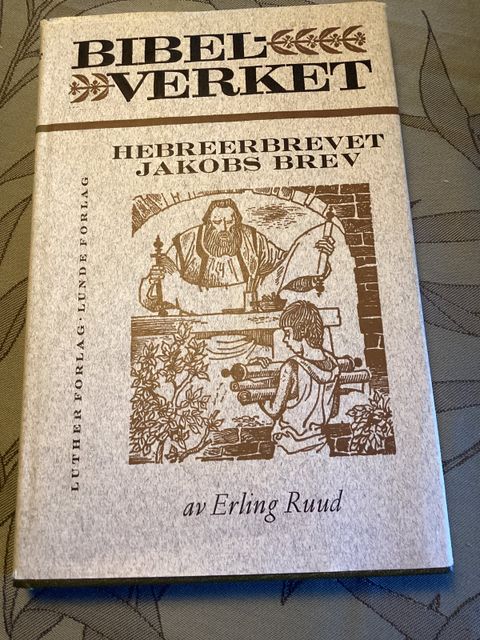 BIBEL-
VERKET
HEBREERBREVET
JAKOBS BREV
LUTHER FORLAG · LUNDE FORLAG
av Erling Ruud